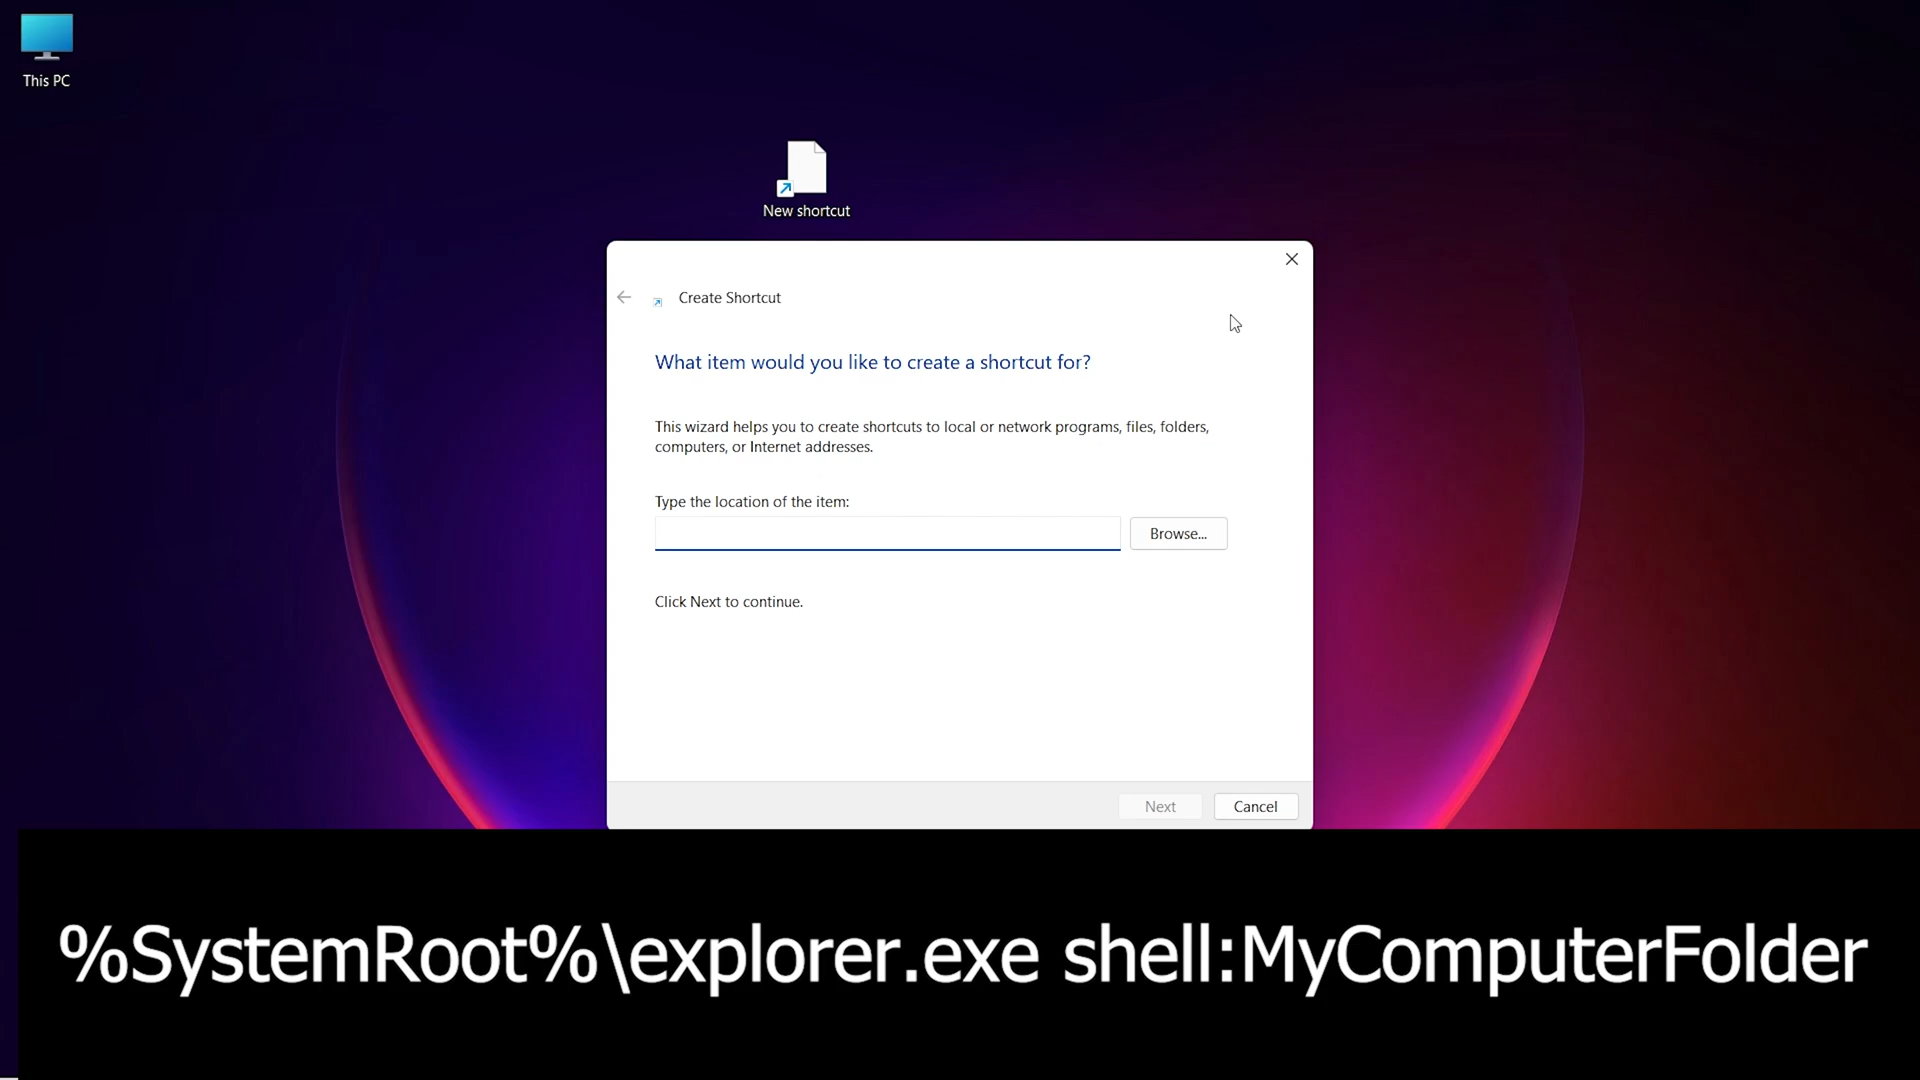 This PC
New shortcut
Create Shortcut
What item would you like to create a shortcut for?
This wizard helps you to create shortcuts to local or network programs, files, folders,
computers, or Internet addresses.
Type the location of the item:
Browse...
Click Next to continue.
Next
Cancel
%SystemRoot%\explorer.exe shell:MyComputerFolder